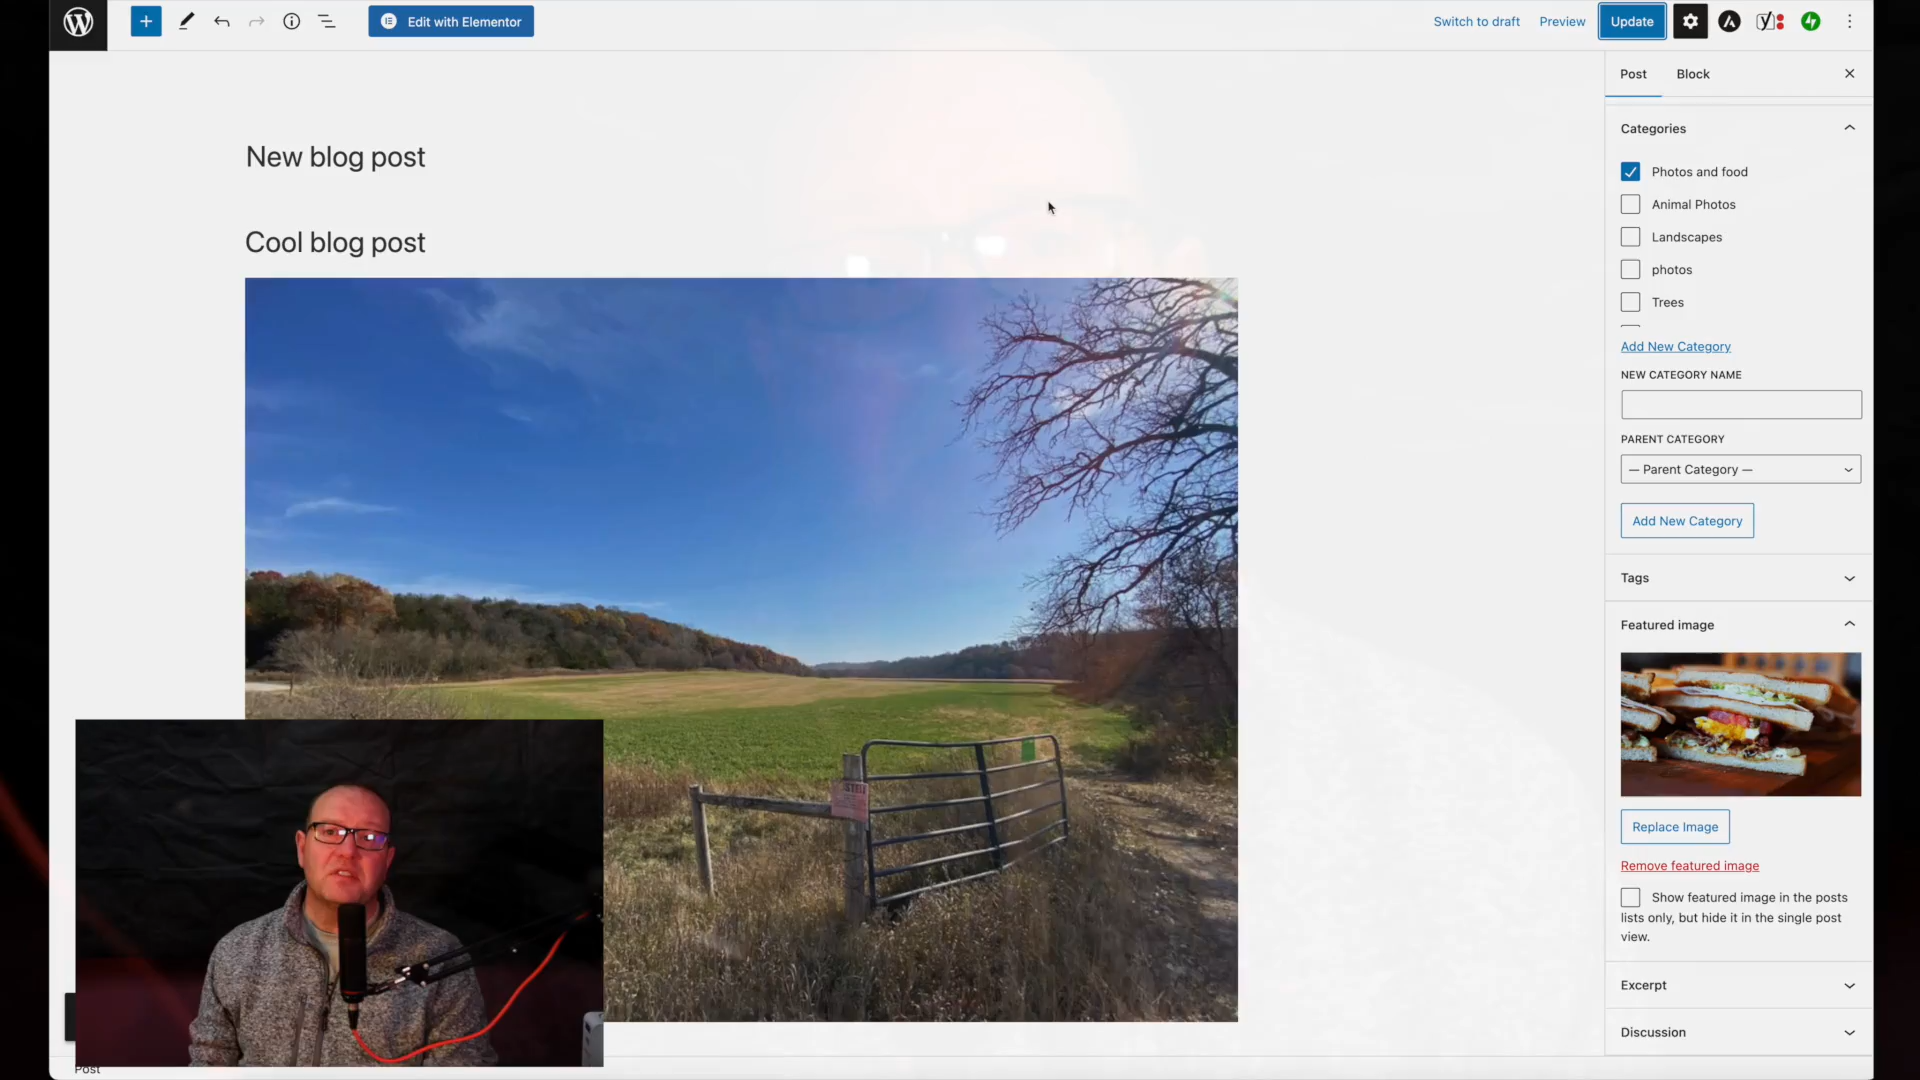 Edit with Elementor
Switch to draft
Preview
Update
Post
Block
Categories
New blog post
Photos and food
Animal Photos
Cool blog post
Landscapes
photos
Trees
Add New Category
NEW CATEGORY NAME
PARENT CATEGORY
— Parent Category —
Add New Category
Tags
Featured image
Replace Image
Remove featured image
Show featured image in the posts
lists only, but hide it in the single post
view.
Excerpt
Discussion
Post